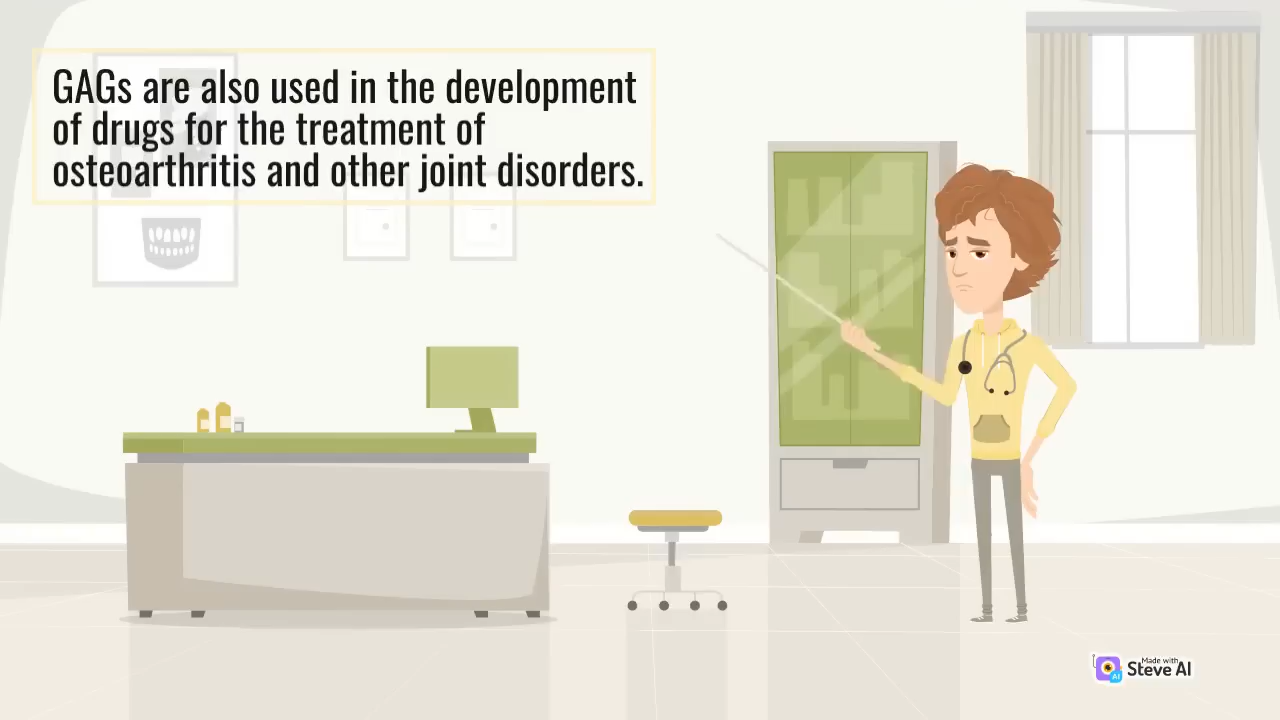 GAGs are also used in the development
of drugs for the treatment of
osteoarthritis and other joint disorders.
Made with
Steve AI
AI